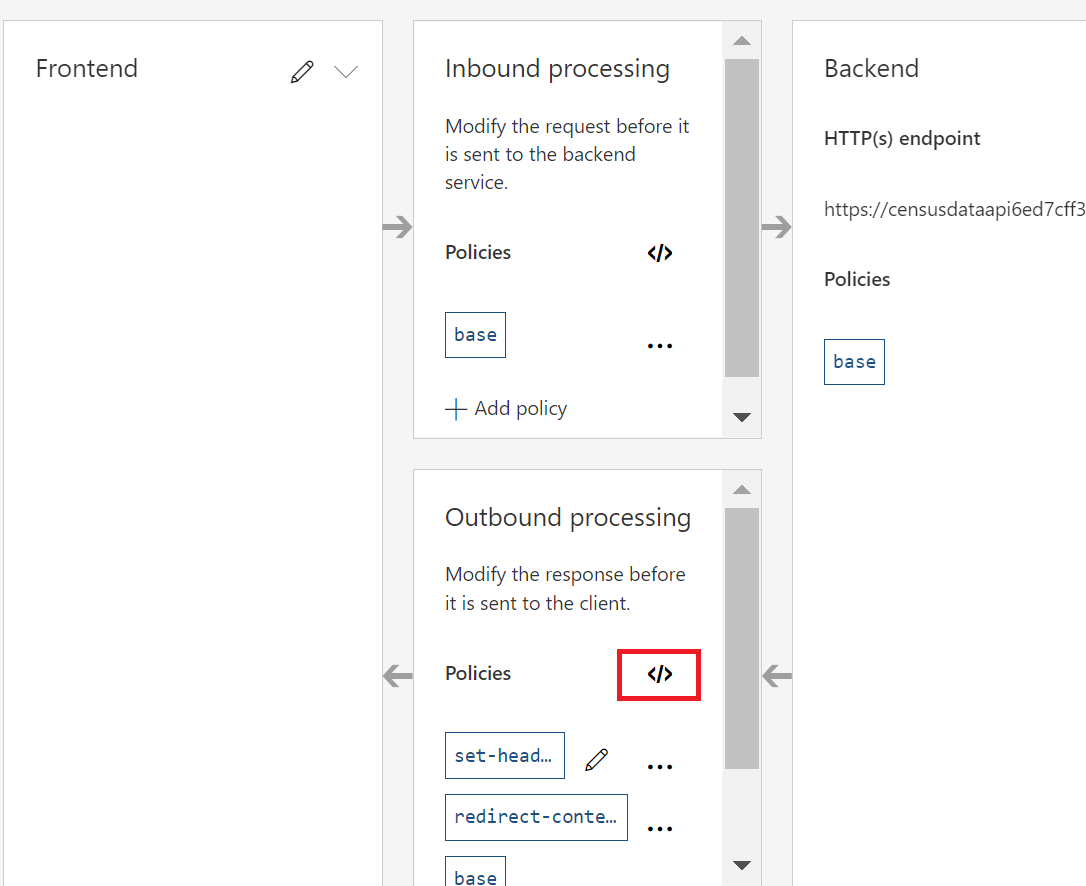 Frontend
Inbound processing
Modify the request before it
is sent to the backend
service.
Policies
</>
base
...
Add policy
Outbound processing
Modify the response before
it is sent to the client.
Policies
</>
set-head...
...
redirect-conte...
...
base
Backend
HTTP(s) endpoint
https://censusdataapi6ed7cff3
Policies
base